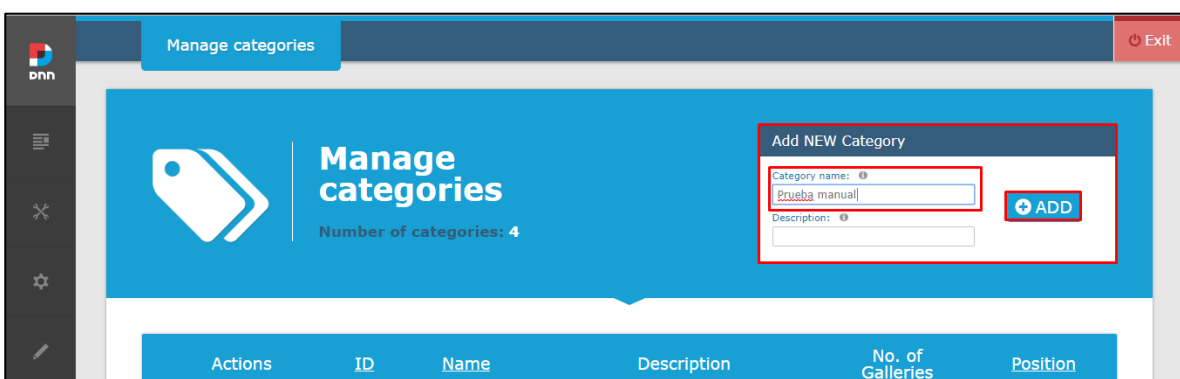 Manage categories
Exit
DNN
Manage
categories
Number of categories: 4
Add NEW Category
Category name:
Prueba manual
ADD
Description:
Actions ID Name Description No. of Galleries Position